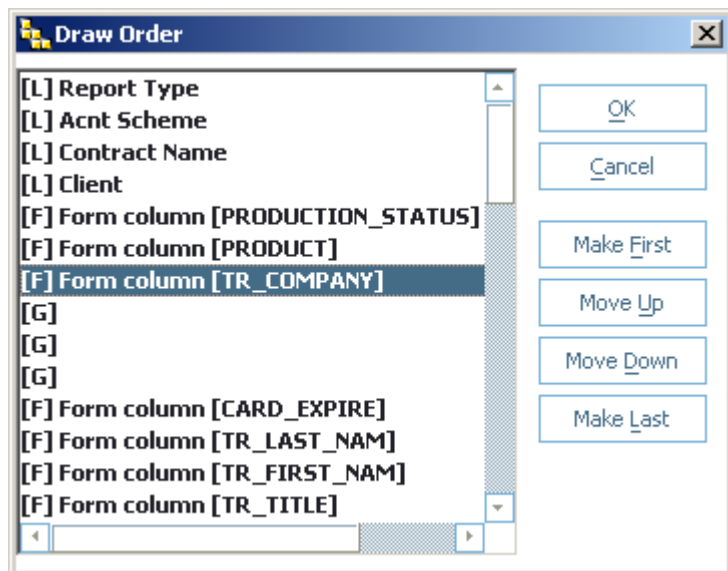 Draw Order
[L] Report Type
[L] Acnt Scheme
[L] Contract Name
[L] Client
[F] Form column [PRODUCTION_STATUS]
[F] Form column [PRODUCT]
[F] Form column [TR_COMPANY]
[G]
[G]
[G]
[F] Form column [CARD_EXPIRE]
[F] Form column [TR_LAST_NAM]
[F] Form column [TR_FIRST_NAM]
[F] Form column [TR_TITLE]
OK
Cancel
Make First
Move Up
Move Down
Make Last